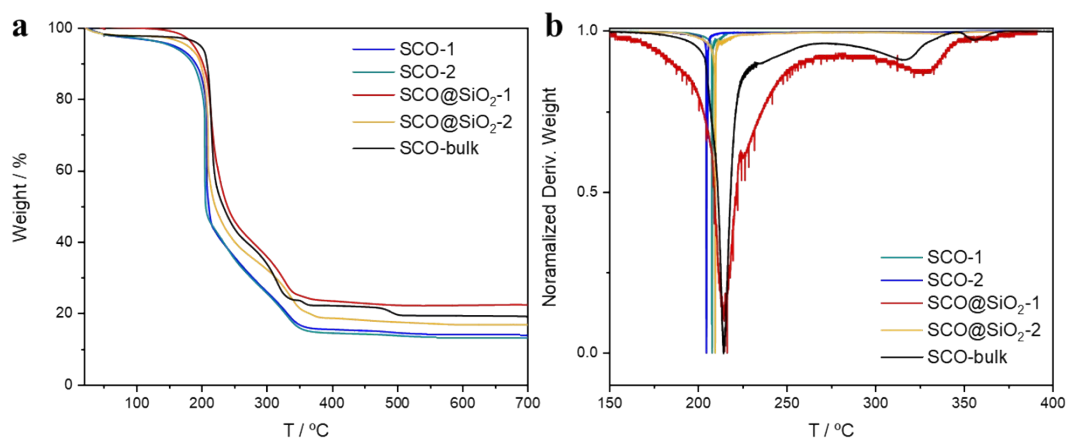 a
100
80
60
40
20
0
Weight / %
100
200
300
400
500
600
700
T / ºC
SCO-1
SCO-2
SCO@SiO₂-1
SCO@SiO₂-2
SCO-bulk
b
1.0
0.5
0.0
Noramalized Deriv. Weight
150
200
250
300
350
400
T / ºC
SCO-1
SCO-2
SCO@SiO₂-1
SCO@SiO₂-2
SCO-bulk